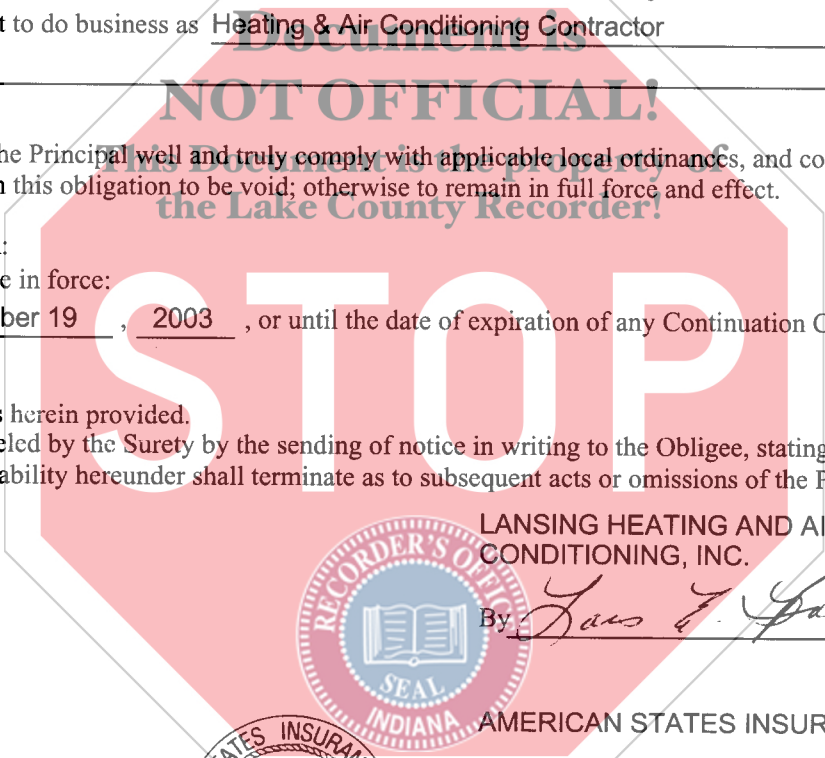 t to do business as Heating & Air Conditioning Contractor
Document is
NOT OFFICIAL!
he Principal well and truly comply with applicable local ordinances, and co
This Document is the property of
n this obligation to be void; otherwise to remain in full force and effect.
the Lake County Recorder!
:
e in force:
ber 19 , 2003 , or until the date of expiration of any Continuation C
STOP
s herein provided.
eled by the Surety by the sending of notice in writing to the Obligee, stating
ability hereunder shall terminate as to subsequent acts or omissions of the P
LANSING HEATING AND AI
CONDITIONING, INC.
RECORDER'S OFFICE
By
SEAL
INDIANA
AMERICAN STATES INSUR
ATES INSURAN